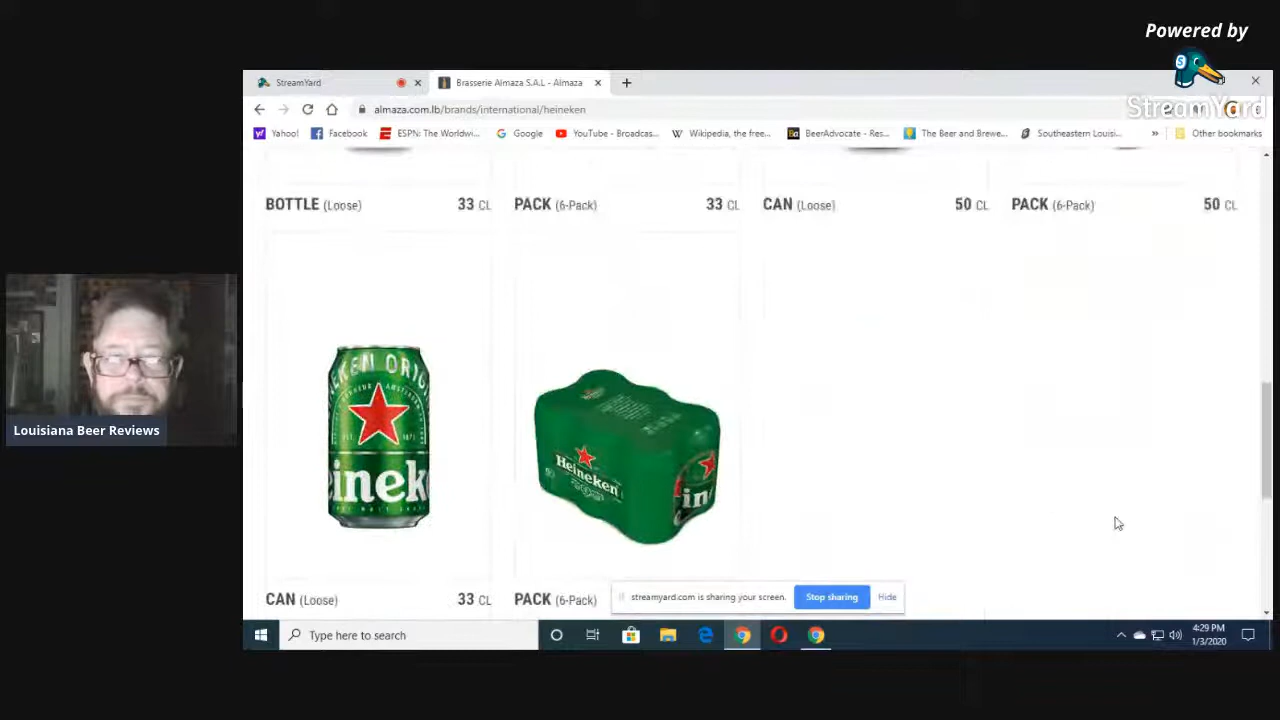 Powered by
StreamYard
StreamYard
Brasserie Almaza S.A.L - Almaza
almaza.com.lb/brands/international/heineken
Yahoo!
Facebook
ESPN: The Worldwi...
Google
YouTube - Broadcas...
Wikipedia, the free...
BeerAdvocate - Res...
The Beer and Brewe...
Southeastern Louisi...
Other bookmarks
BOTTLE (Loose) 33 CL
PACK (6-Pack) 33 CL
CAN (Loose) 50 CL
PACK (6-Pack) 50 CL
EKEN ORIG
eineke
Heineken
Louisiana Beer Reviews
CAN (Loose) 33 CL
PACK (6-Pack)
streamyard.com is sharing your screen.
Stop sharing
Hide
Type here to search
4:29 PM
1/3/2020